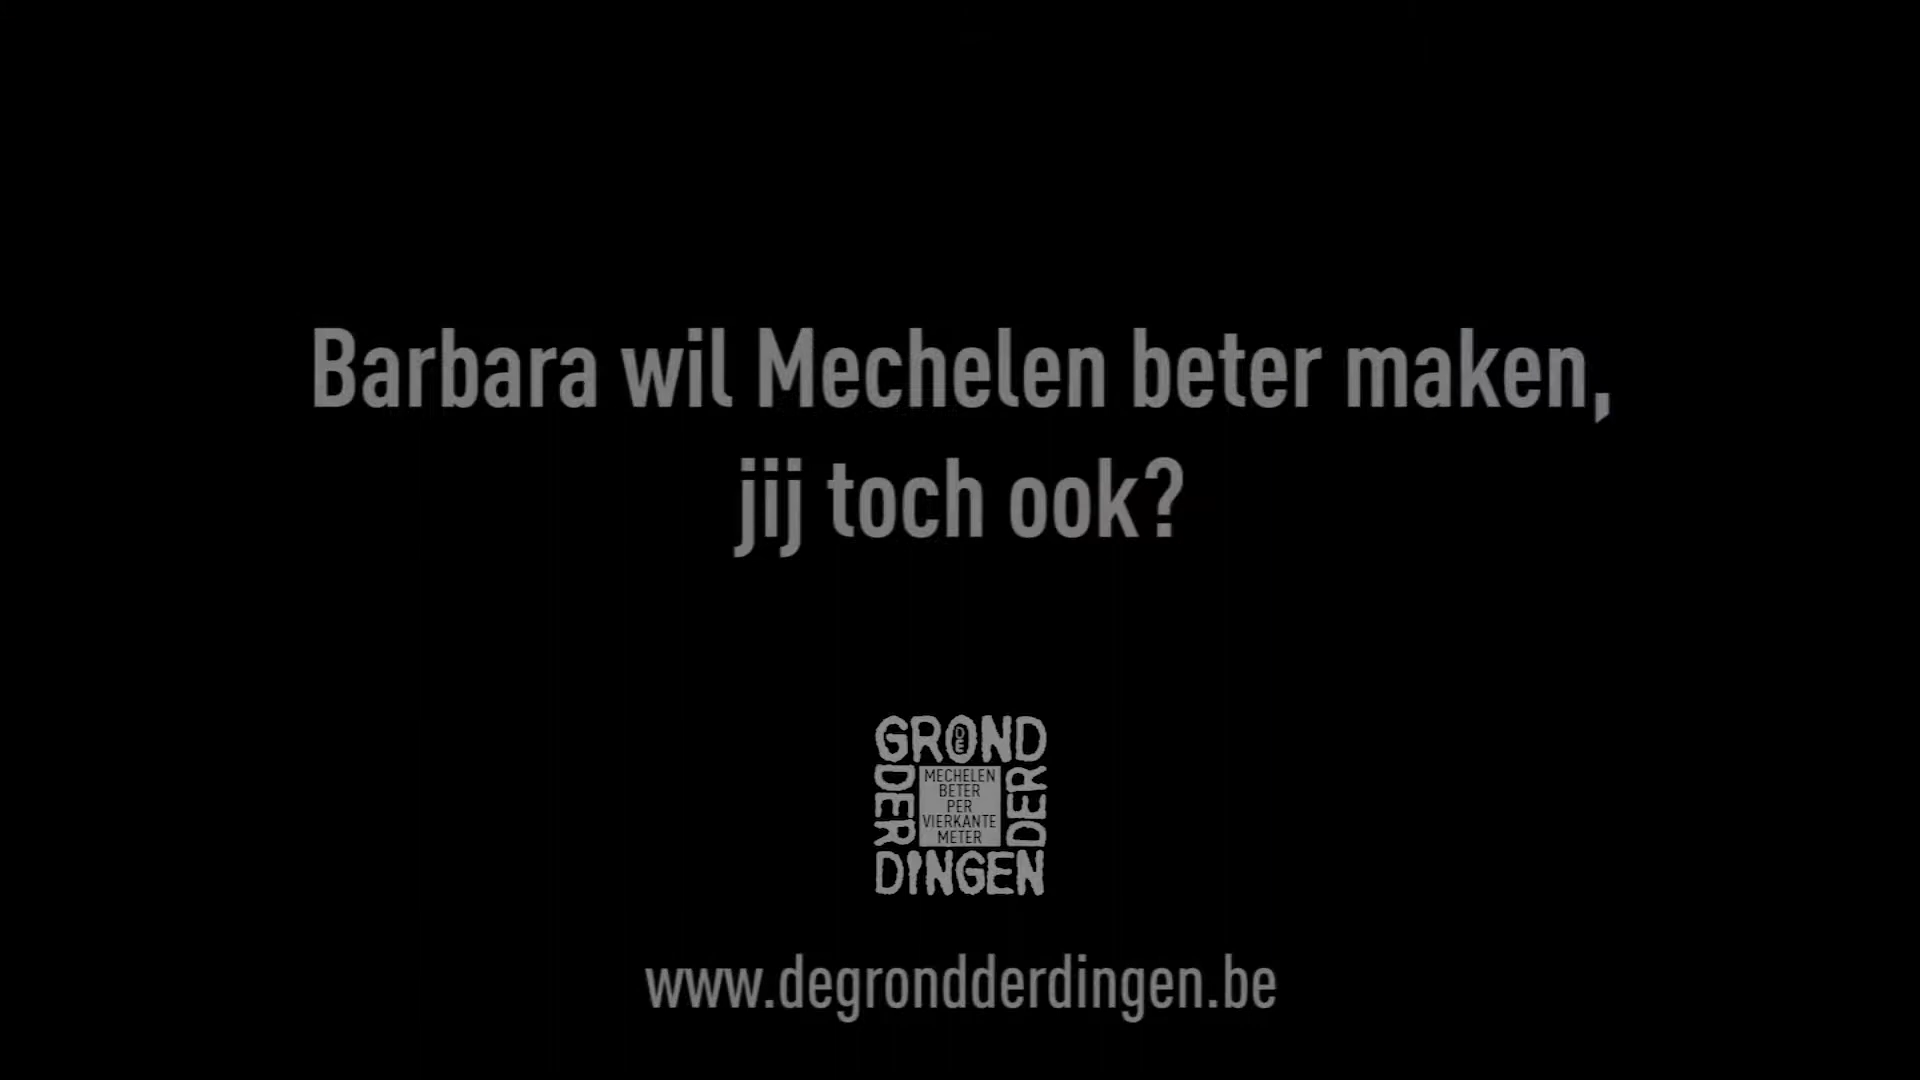 Barbara wil Mechelen beter maken,
jij toch ook?
GROND
DE
DER
DER
MECHELEN
BETER
PER
VIERKANTE
METER
DINGEN
www.degrondderdingen.be